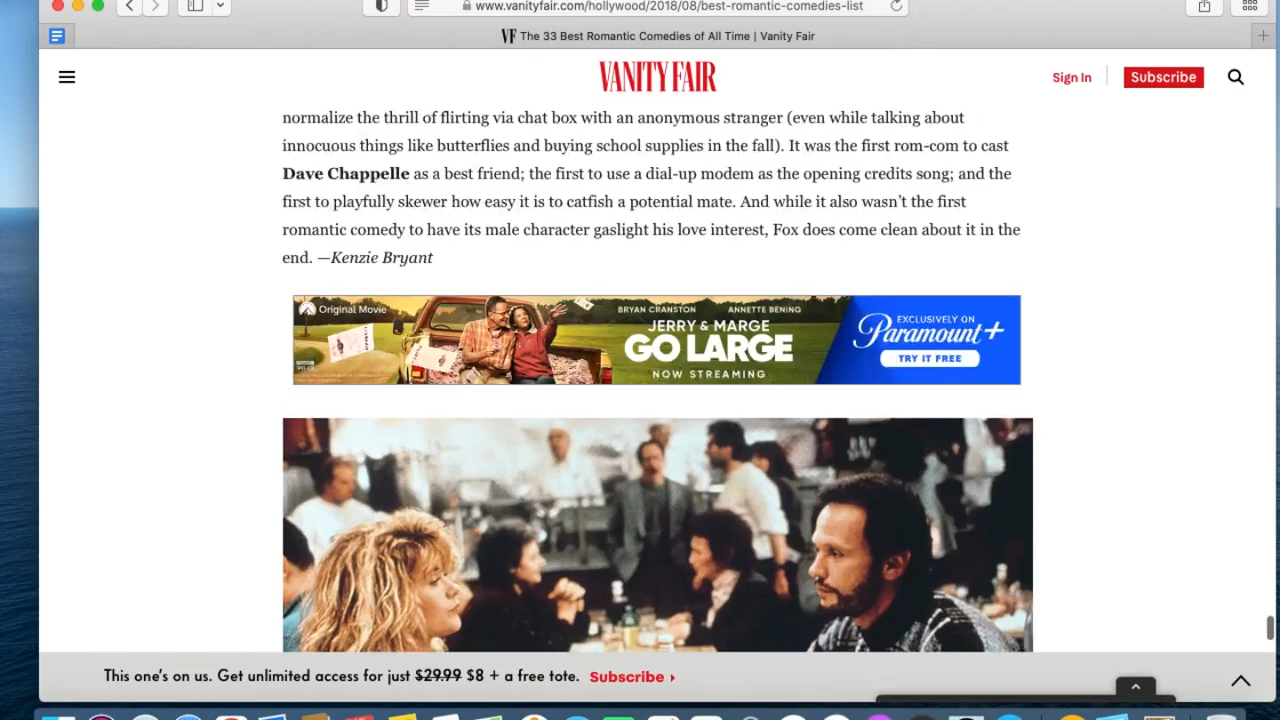 www.vanityfair.com/hollywood/2018/08/best-romantic-comedies-list
VF The 33 Best Romantic Comedies of All Time | Vanity Fair
VANITY FAIR
Sign In
Subscribe
normalize the thrill of flirting via chat box with an anonymous stranger (even while talking about
innocuous things like butterflies and buying school supplies in the fall). It was the first rom-com to cast
Dave Chappelle as a best friend; the first to use a dial-up modem as the opening credits song; and the
first to playfully skewer how easy it is to catfish a potential mate. And while it also wasn’t the first
romantic comedy to have its male character gaslight his love interest, Fox does come clean about it in the
end. —Kenzie Bryant
Original Movie
BRYAN CRANSTON ANNETTE BENING
JERRY & MARGE
GO LARGE
NOW STREAMING
EXCLUSIVELY ON
Paramount+
TRY IT FREE
This one’s on us. Get unlimited access for just $29.99 $8 + a free tote. Subscribe